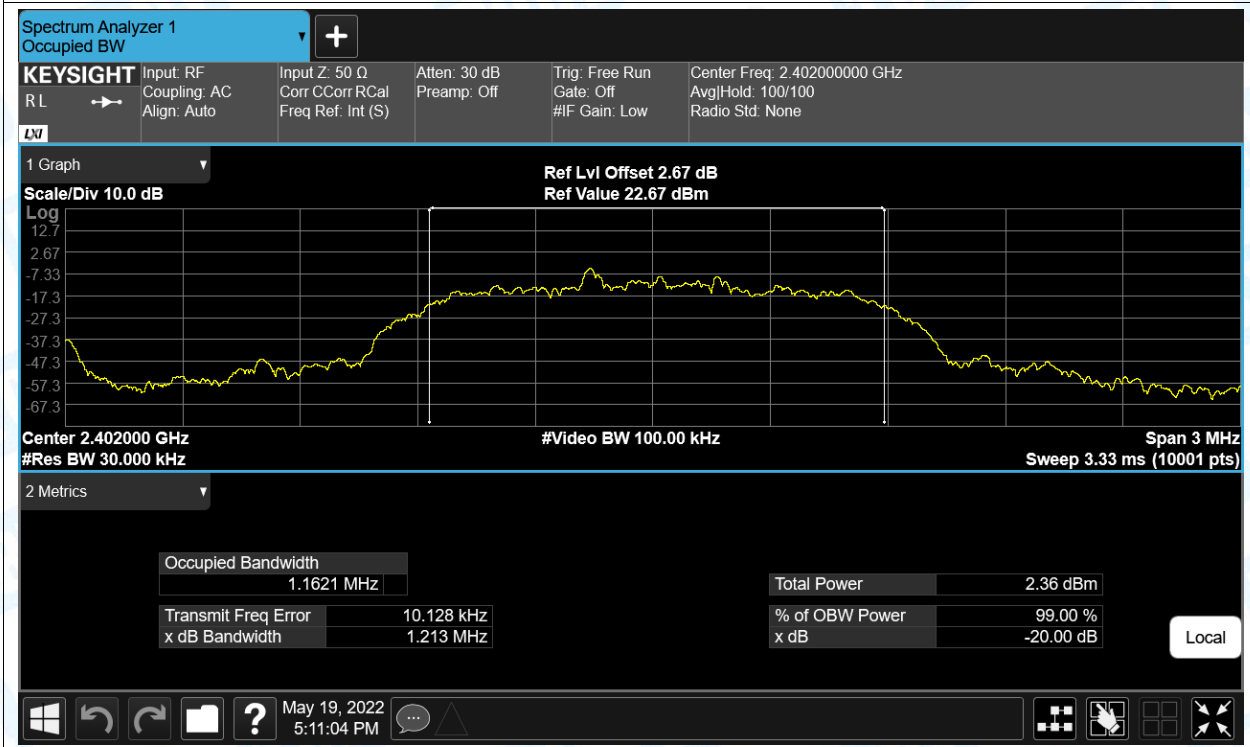 Spectrum Analyzer 1
Occupied BW
KEYSIGHT
R L
LXI
Input: RF
Coupling: AC
Align: Auto
Input Z: 50 Ω
Corr CCorr RCal
Freq Ref: Int (S)
Atten: 30 dB
Preamp: Off
Trig: Free Run
Gate: Off
#IF Gain: Low
Center Freq: 2.402000000 GHz
Avg|Hold: 100/100
Radio Std: None
1 Graph
Scale/Div 10.0 dB
Ref Lvl Offset 2.67 dB
Ref Value 22.67 dBm
Log
12.7
2.67
-7.33
-17.3
-27.3
-37.3
-47.3
-57.3
-67.3
Center 2.402000 GHz
#Video BW 100.00 kHz
Span 3 MHz
#Res BW 30.000 kHz
Sweep 3.33 ms (10001 pts)
2 Metrics
Occupied Bandwidth
1.1621 MHz
Total Power 2.36 dBm
Transmit Freq Error 10.128 kHz
% of OBW Power 99.00 %
x dB Bandwidth 1.213 MHz
x dB -20.00 dB
Local
?
May 19, 2022
5:11:04 PM